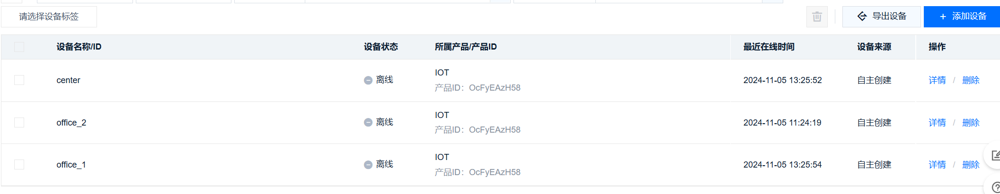 请选择设备标签
导出设备
+ 添加设备
设备名称/ID 设备状态 所属产品/产品ID 最近在线时间 设备来源 操作
center 离线 IOT 2024-11-05 13:25:52 自主创建 详情 / 删除
产品ID：OcFyEAzH58
office_2 离线 IOT 2024-11-05 11:24:19 自主创建 详情 / 删除
产品ID：OcFyEAzH58
office_1 离线 IOT 2024-11-05 13:25:54 自主创建 详情 / 删除
产品ID：OcFyEAzH58